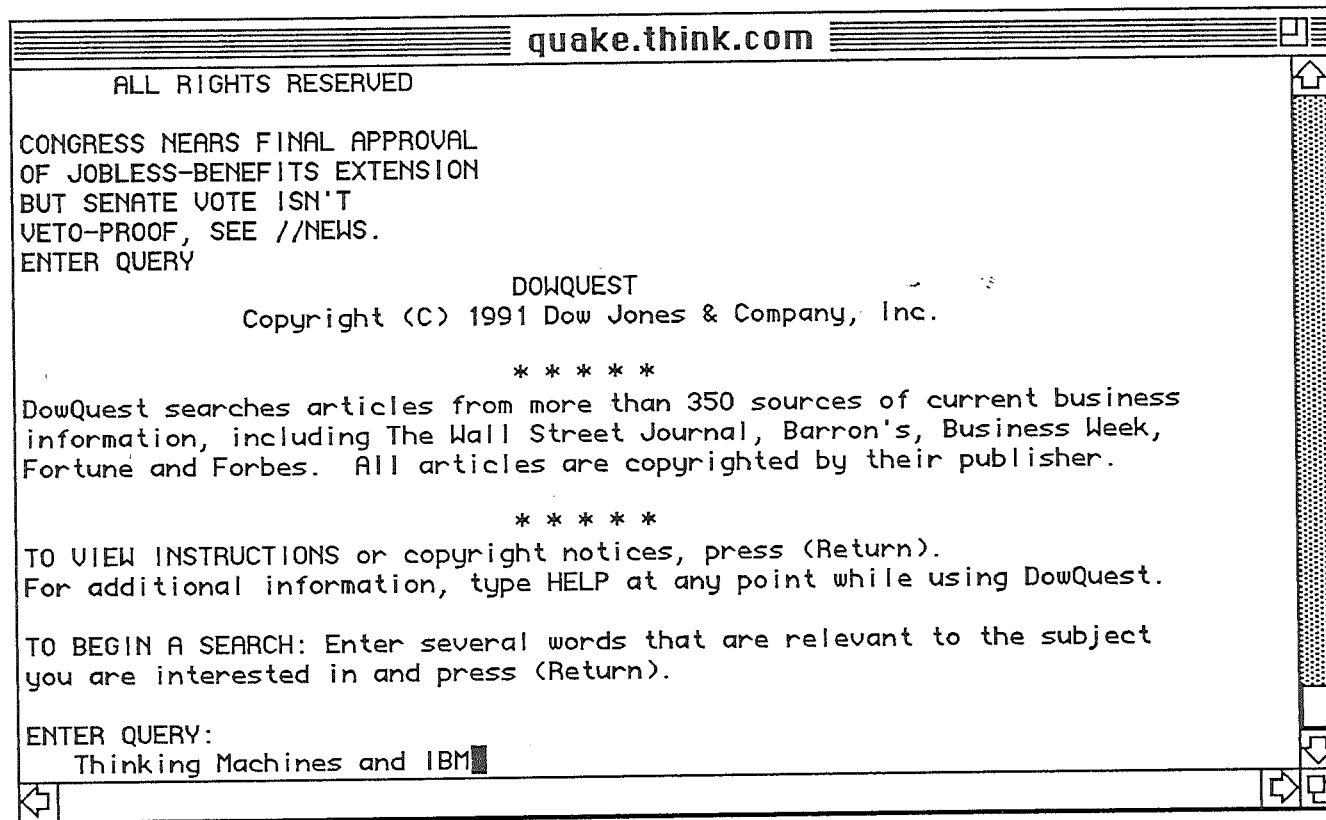 quake.think.com
ALL RIGHTS RESERVED
CONGRESS NEARS FINAL APPROVAL
OF JOBLESS-BENEFITS EXTENSION
BUT SENATE VOTE ISN'T
VETO-PROOF, SEE //NEWS.
ENTER QUERY
DOWQUEST
Copyright (C) 1991 Dow Jones & Company, Inc.
* * * * *
DowQuest searches articles from more than 350 sources of current business
information, including The Wall Street Journal, Barron's, Business Week,
Fortune and Forbes. All articles are copyrighted by their publisher.
* * * * *
TO VIEW INSTRUCTIONS or copyright notices, press (Return).
For additional information, type HELP at any point while using DowQuest.
TO BEGIN A SEARCH: Enter several words that are relevant to the subject
you are interested in and press (Return).
ENTER QUERY:
Thinking Machines and IBM